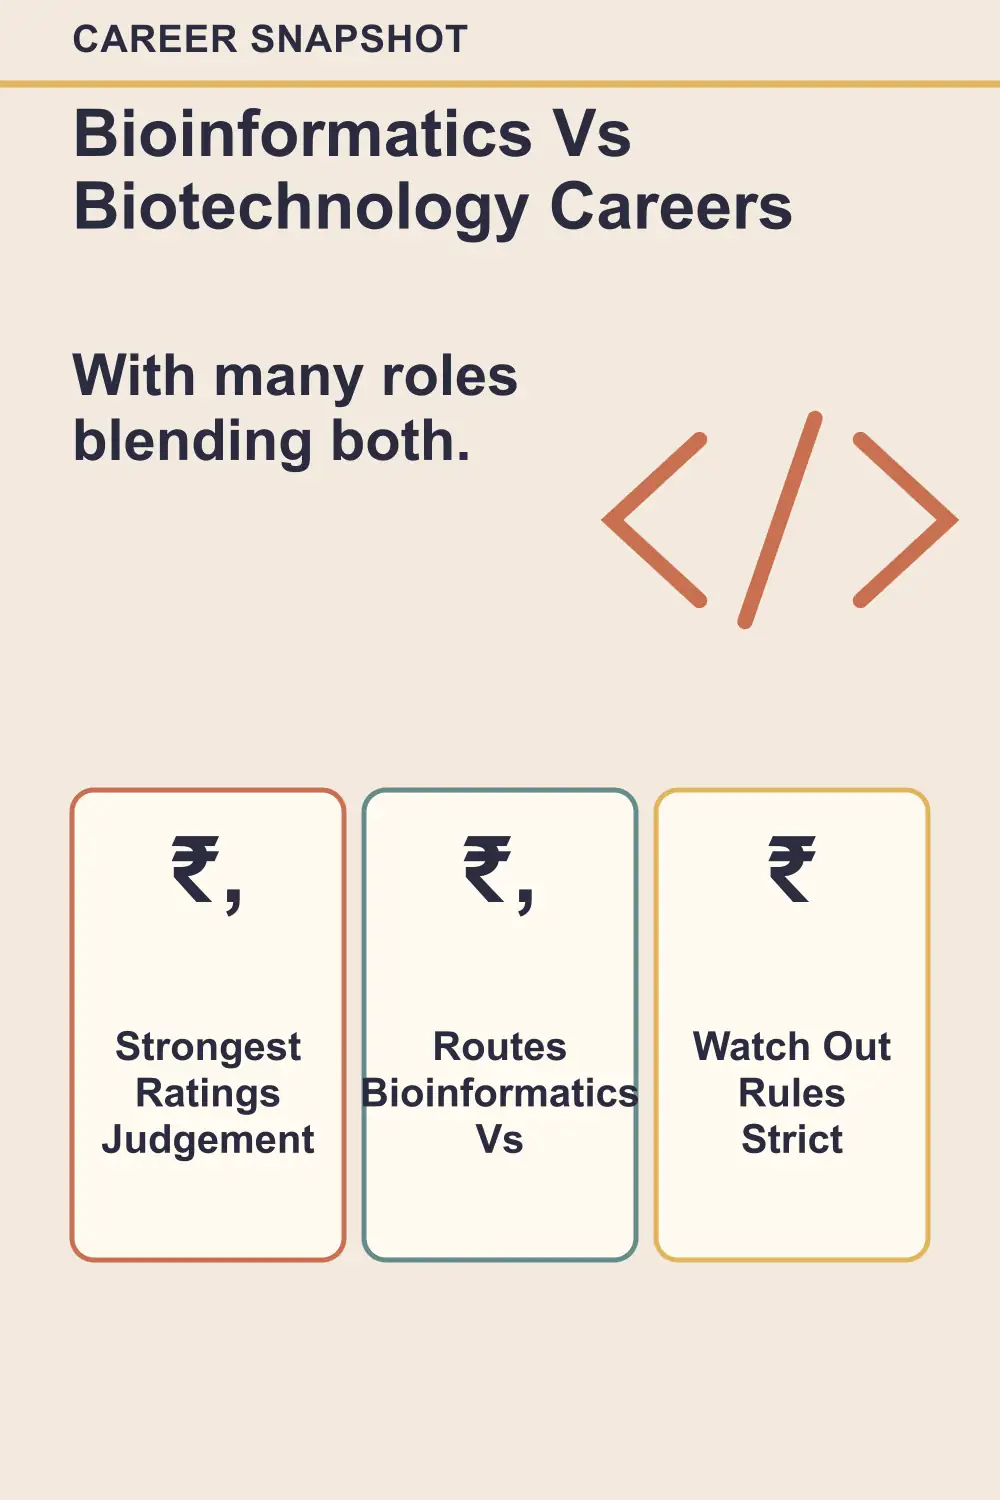 CAREER SNAPSHOT
Bioinformatics Vs
Biotechnology Careers
With many roles
blending both.
</>
₹,
Strongest
Ratings
Judgement
₹,
Routes
Bioinformatics
Vs
₹
Watch Out
Rules
Strict